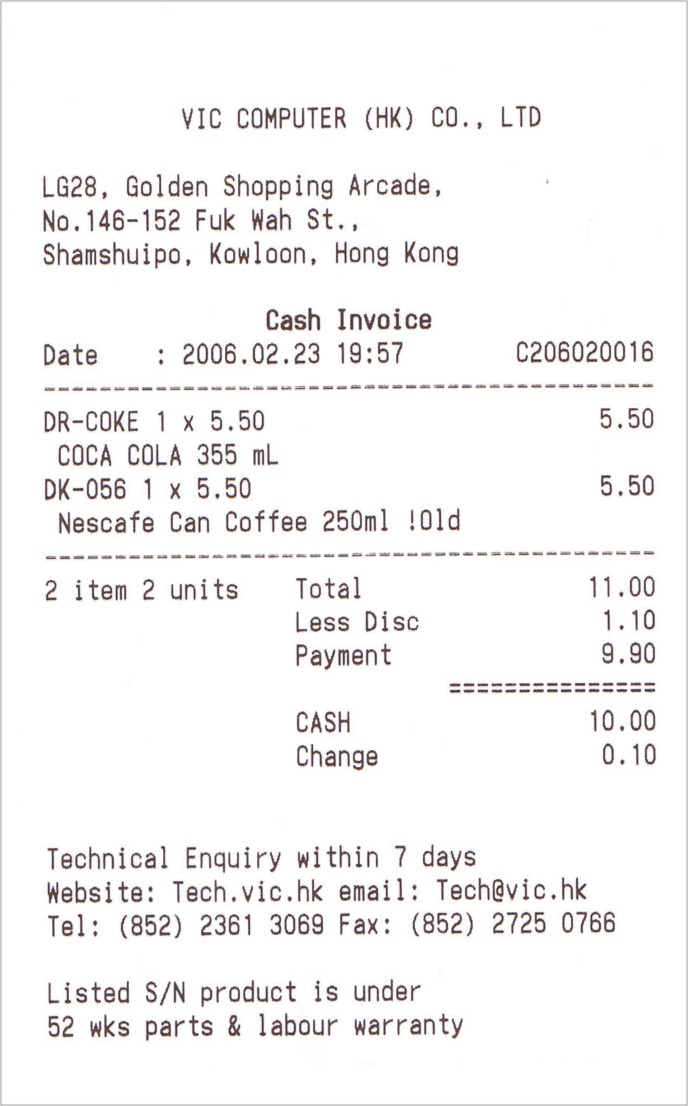 VIC COMPUTER (HK) CO., LTD
LG28, Golden Shopping Arcade,
No.146-152 Fuk Wah St.,
Shamshuipo, Kowloon, Hong Kong
Cash Invoice
Date : 2006.02.23 19:57 C206020016
--------------------------------------------
DR-COKE 1 x 5.50 5.50
COCA COLA 355 mL
DK-056 1 x 5.50 5.50
Nescafe Can Coffee 250ml !Old
--------------------------------------------
2 item 2 units Total 11.00
Less Disc 1.10
Payment 9.90
===============
CASH 10.00
Change 0.10
Technical Enquiry within 7 days
Website: Tech.vic.hk email: Tech@vic.hk
Tel: (852) 2361 3069 Fax: (852) 2725 0766
Listed S/N product is under
52 wks parts & labour warranty